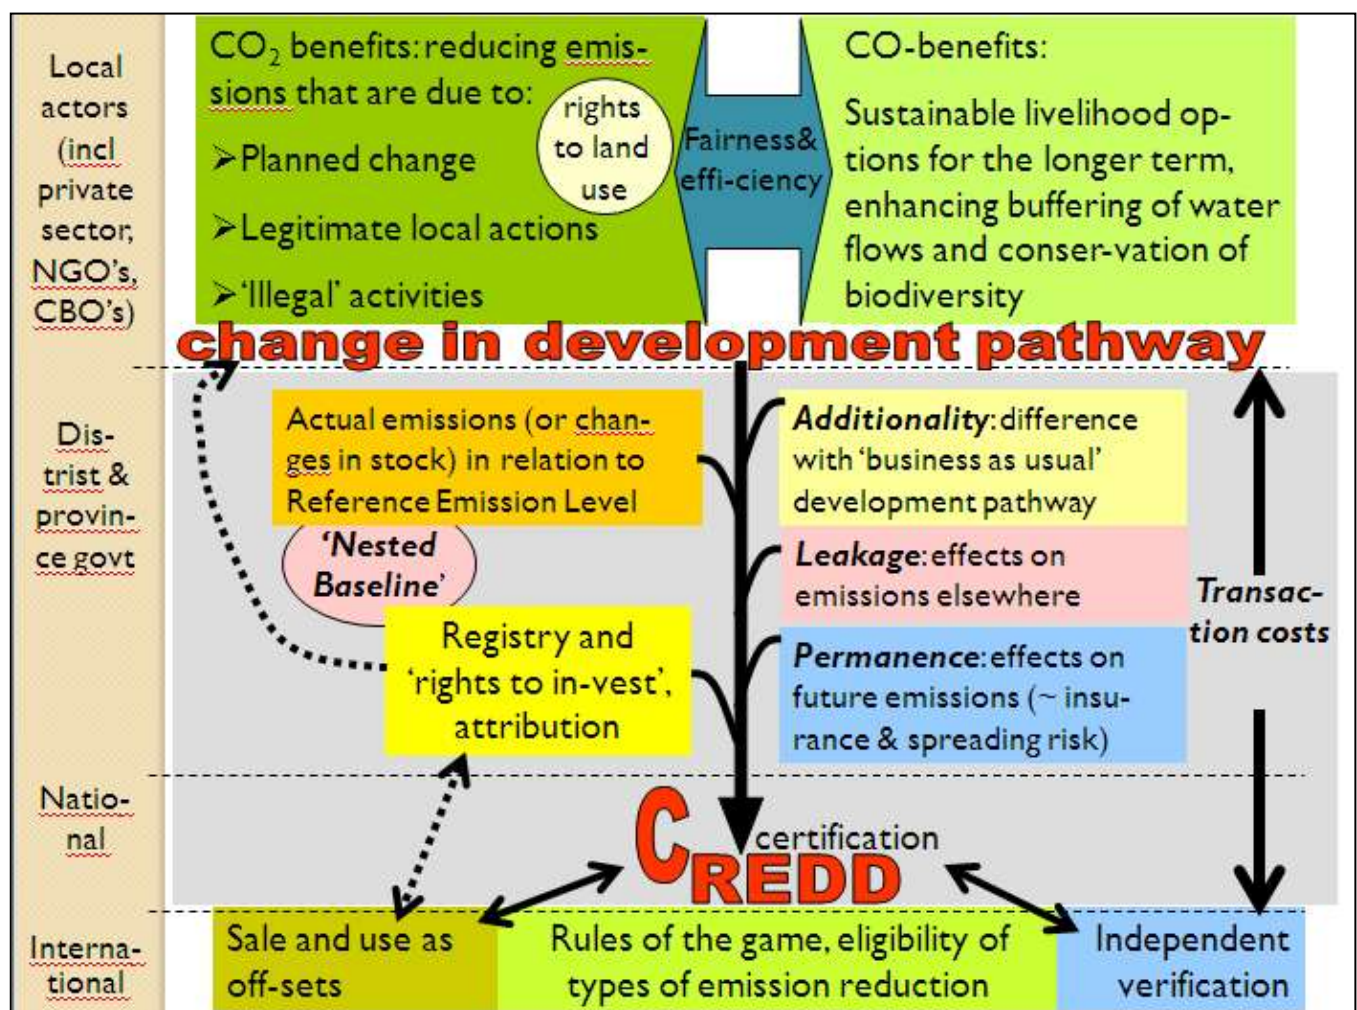 Local
actors
(incl
private
sector,
NGO's,
CBO's)
CO₂ benefits: reducing emis-
sions that are due to:
➢Planned change
➢Legitimate local actions
➢'Illegal' activities
rights
to land
use
Fairness&
effi-ciency
CO-benefits:
Sustainable livelihood op-
tions for the longer term,
enhancing buffering of water
flows and conser-vation of
biodiversity
change in development pathway
Dis-
trist &
provin-
ce govt
Actual emissions (or chan-
ges in stock) in relation to
Reference Emission Level
'Nested
Baseline'
Registry and
'rights to in-vest',
attribution
Additionality: difference
with 'business as usual'
development pathway
Leakage: effects on
emissions elsewhere
Permanence: effects on
future emissions (~ insu-
rance & spreading risk)
Transac-
tion costs
Natio-
nal
certification
CREDD
Interna-
tional
Sale and use as
off-sets
Rules of the game, eligibility of
types of emission reduction
Independent
verification